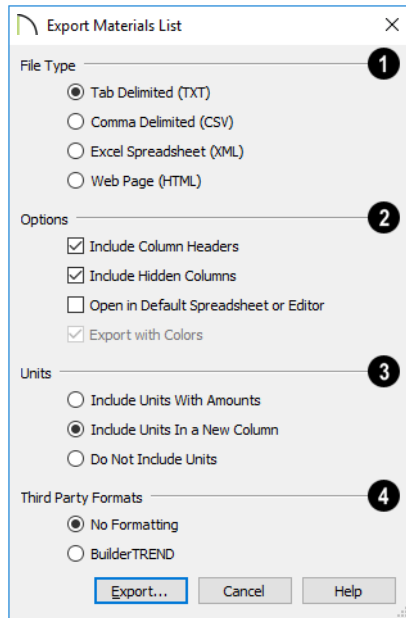 Export Materials List
File Type 1
Tab Delimited (TXT)
Comma Delimited (CSV)
Excel Spreadsheet (XML)
Web Page (HTML)
Options 2
Include Column Headers
Include Hidden Columns
Open in Default Spreadsheet or Editor
Export with Colors
Units 3
Include Units With Amounts
Include Units In a New Column
Do Not Include Units
Third Party Formats 4
No Formatting
BuilderTREND
Export... Cancel Help